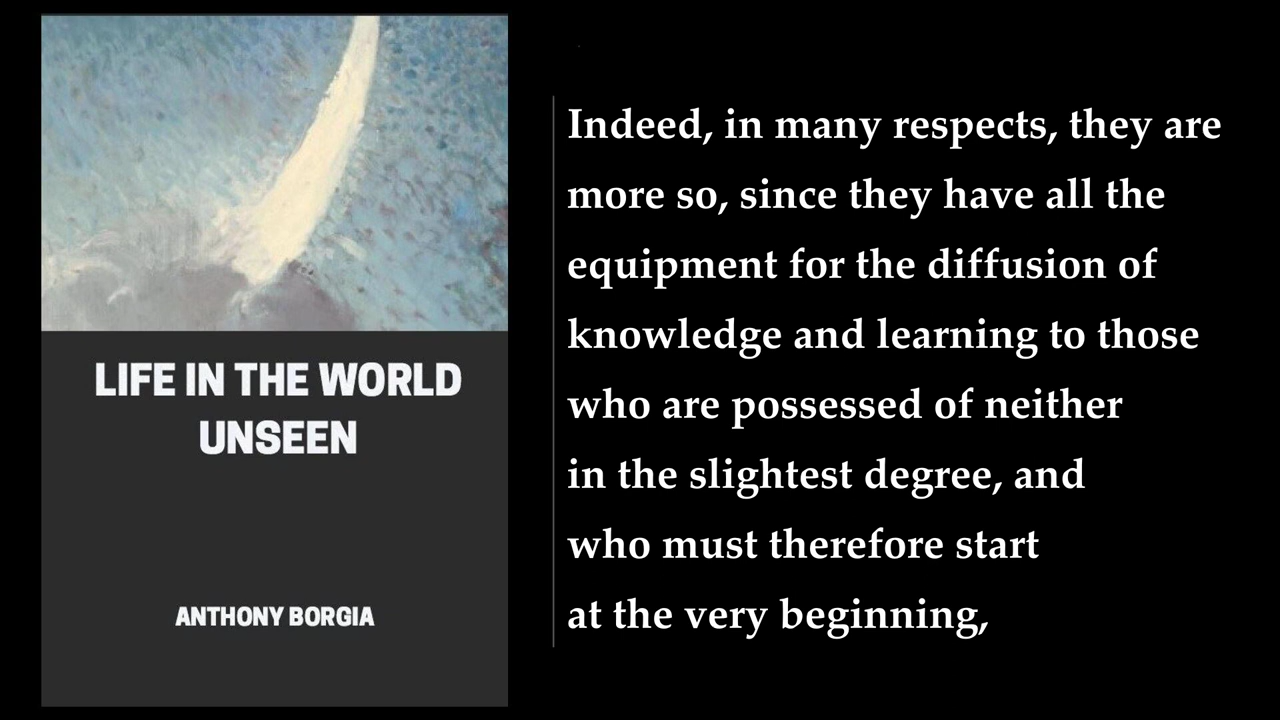 LIFE IN THE WORLD
UNSEEN
ANTHONY BORGIA
Indeed, in many respects, they are
more so, since they have all the
equipment for the diffusion of
knowledge and learning to those
who are possessed of neither
in the slightest degree, and
who must therefore start
at the very beginning,